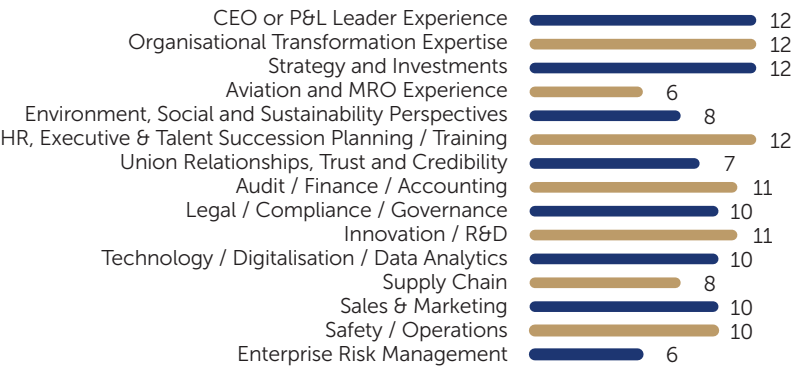 CEO or P&L Leader Experience 12
Organisational Transformation Expertise 12
Strategy and Investments 12
Aviation and MRO Experience 6
Environment, Social and Sustainability Perspectives 8
HR, Executive & Talent Succession Planning / Training 12
Union Relationships, Trust and Credibility 7
Audit / Finance / Accounting 11
Legal / Compliance / Governance 10
Innovation / R&D 11
Technology / Digitalisation / Data Analytics 10
Supply Chain 8
Sales & Marketing 10
Safety / Operations 10
Enterprise Risk Management 6